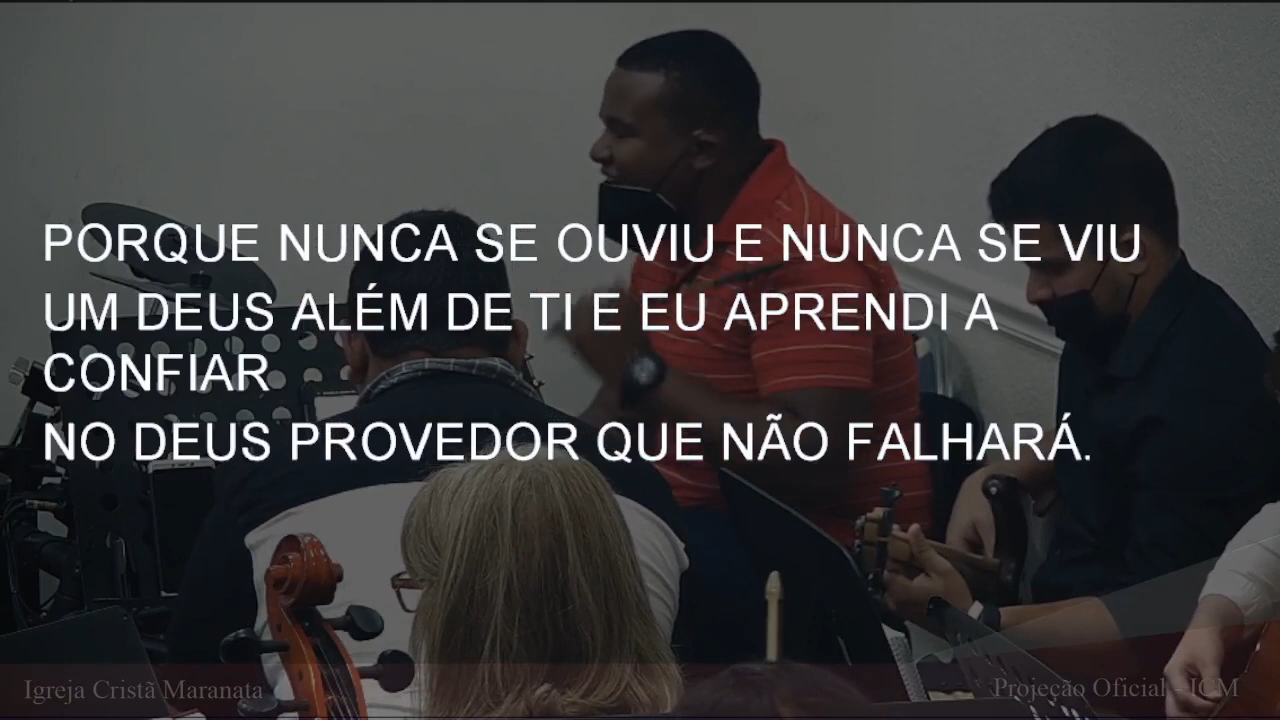 PORQUE NUNCA SE OUVIU E NUNCA SE VIU
UM DEUS ALÉM DE TI E EU APRENDI A
CONFIAR
NO DEUS PROVEDOR QUE NÃO FALHARÁ.
Igreja Cristã Maranata
Projeção Oficial - ICM